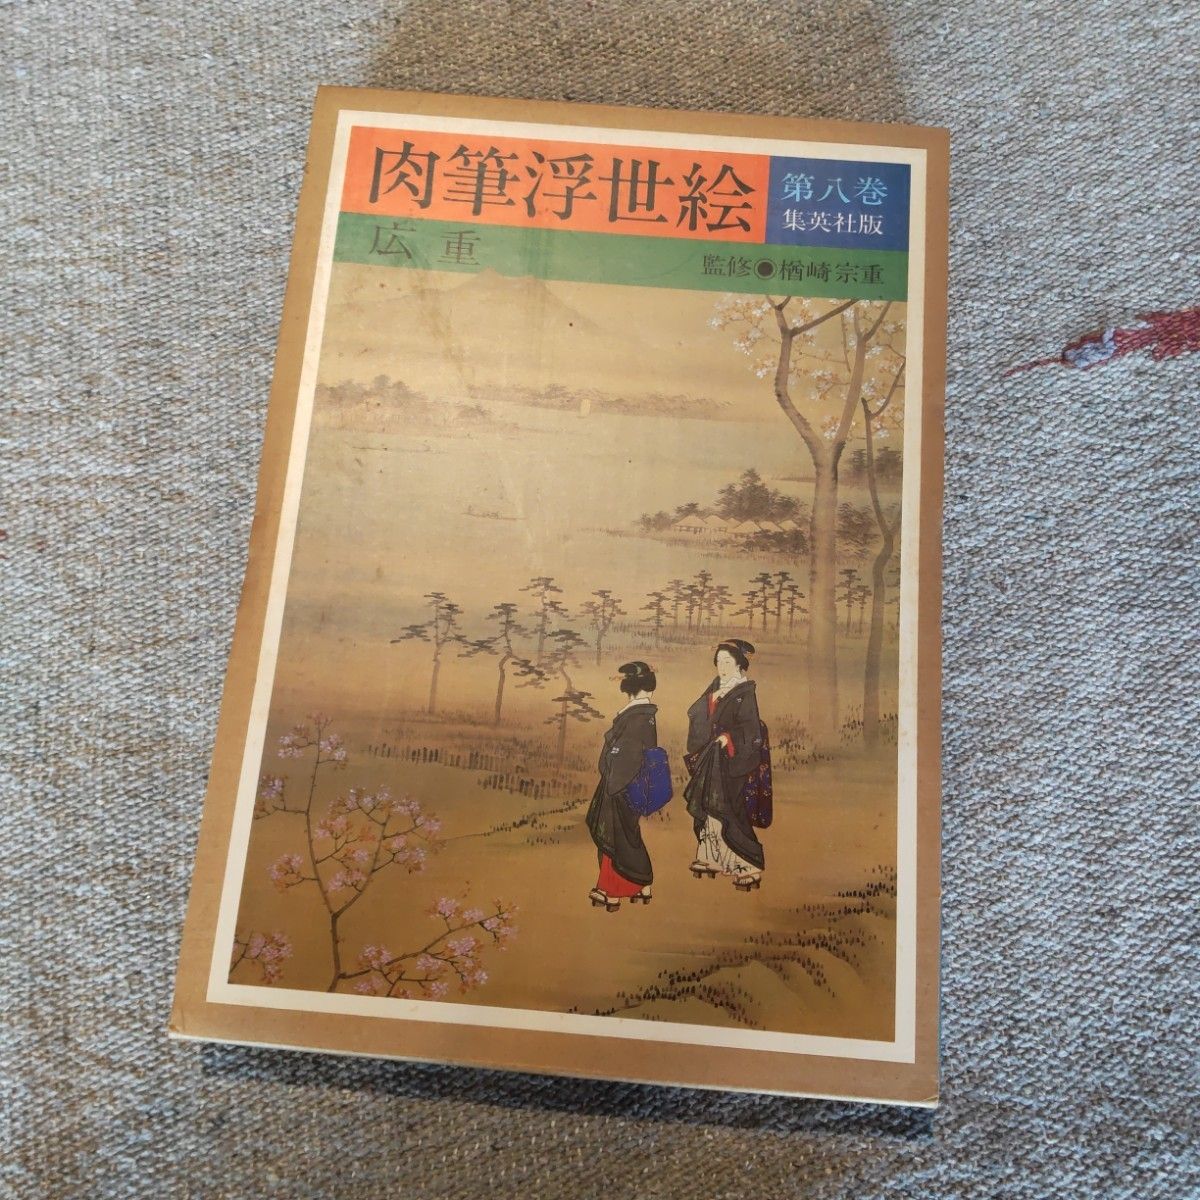 肉筆浮世絵
第八巻
集英社版
広重
監修◉楢崎宗重